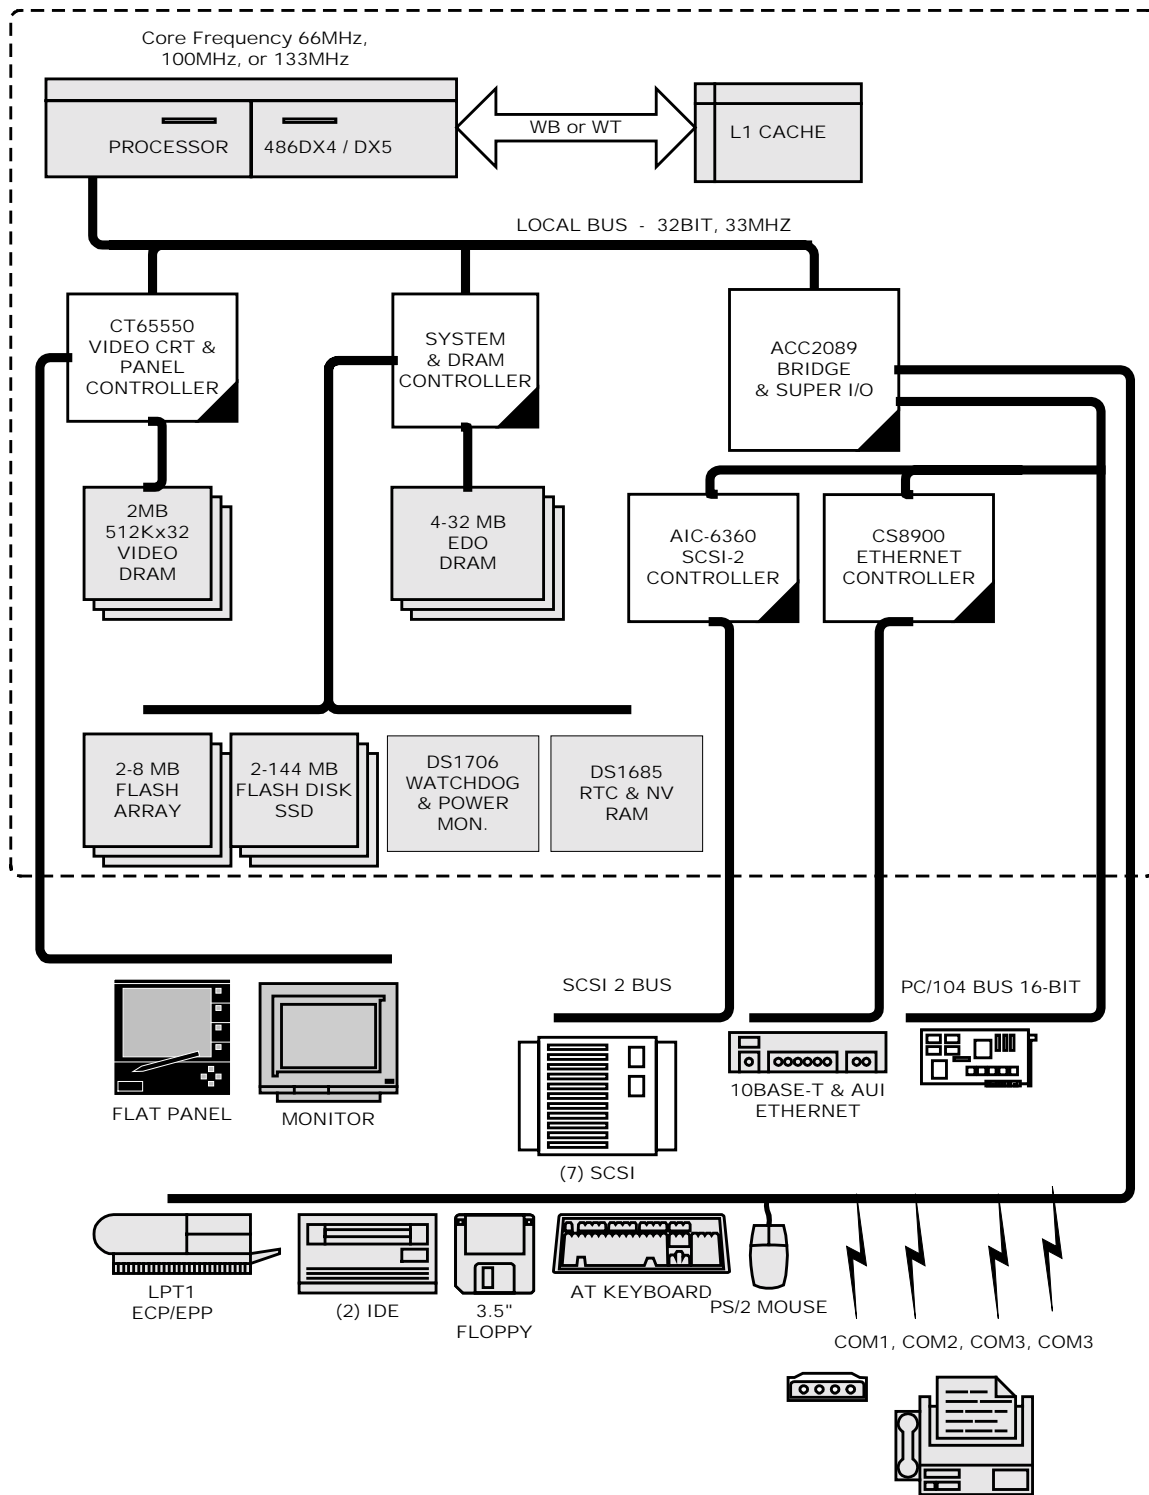 Core Frequency 66MHz,
100MHz, or 133MHz
PROCESSOR
486DX4 / DX5
WB or WT
L1 CACHE
LOCAL BUS - 32BIT, 33MHZ
CT65550
VIDEO CRT &
PANEL
CONTROLLER
SYSTEM
& DRAM
CONTROLLER
ACC2089
BRIDGE
& SUPER I/O
2MB
512Kx32
VIDEO
DRAM
4-32 MB
EDO
DRAM
AIC-6360
SCSI-2
CONTROLLER
CS8900
ETHERNET
CONTROLLER
2-8 MB
FLASH
ARRAY
2-144 MB
FLASH DISK
SSD
DS1706
WATCHDOG
& POWER
MON.
DS1685
RTC & NV
RAM
SCSI 2 BUS
PC/104 BUS 16-BIT
FLAT PANEL
MONITOR
(7) SCSI
10BASE-T & AUI
ETHERNET
LPT1
ECP/EPP
(2) IDE
3.5"
FLOPPY
AT KEYBOARD
PS/2 MOUSE
COM1, COM2, COM3, COM3